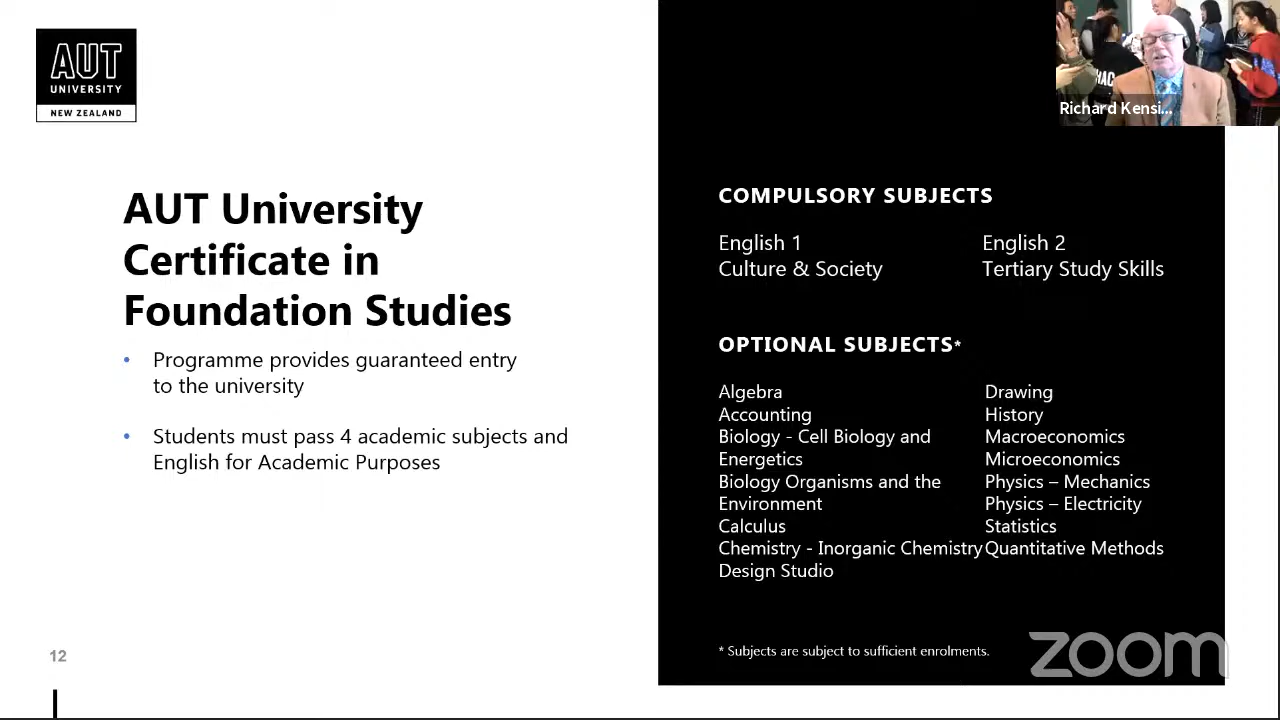 AUT
UNIVERSITY
NEW ZEALAND
Richard Kensi...
AUT University
Certificate in
Foundation Studies
• Programme provides guaranteed entry
to the university
• Students must pass 4 academic subjects and
English for Academic Purposes
COMPULSORY SUBJECTS
English 1
Culture & Society
English 2
Tertiary Study Skills
OPTIONAL SUBJECTS*
Algebra
Accounting
Biology - Cell Biology and
Energetics
Biology Organisms and the
Environment
Calculus
Chemistry - Inorganic Chemistry
Design Studio
Drawing
History
Macroeconomics
Microeconomics
Physics – Mechanics
Physics – Electricity
Statistics
Quantitative Methods
* Subjects are subject to sufficient enrolments.
zoom
12